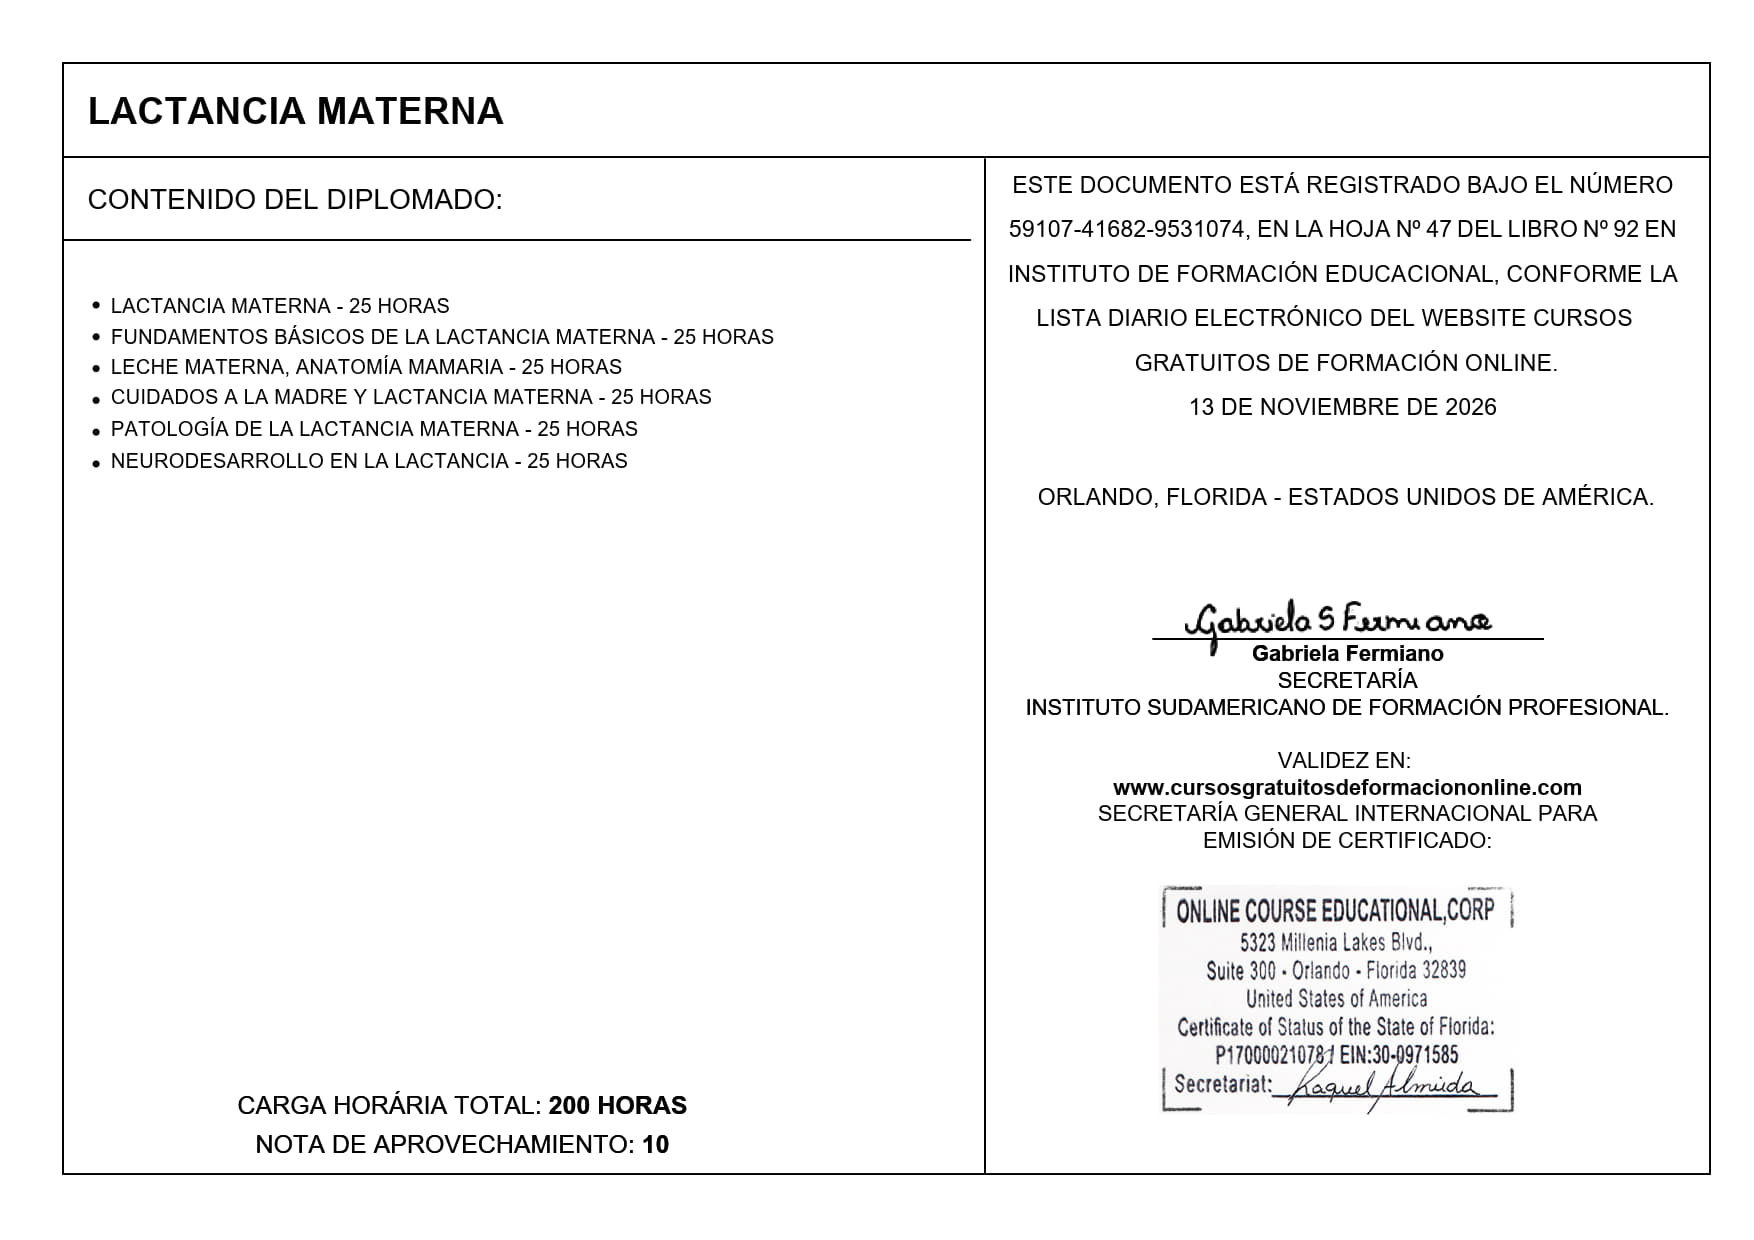 LACTANCIA MATERNA
CONTENIDO DEL DIPLOMADO:
• LACTANCIA MATERNA - 25 HORAS
• FUNDAMENTOS BÁSICOS DE LA LACTANCIA MATERNA - 25 HORAS
• LECHE MATERNA, ANATOMÍA MAMARIA - 25 HORAS
• CUIDADOS A LA MADRE Y LACTANCIA MATERNA - 25 HORAS
• PATOLOGÍA DE LA LACTANCIA MATERNA - 25 HORAS
• NEURODESARROLLO EN LA LACTANCIA - 25 HORAS
CARGA HORÁRIA TOTAL: 200 HORAS
NOTA DE APROVECHAMIENTO: 10
ESTE DOCUMENTO ESTÁ REGISTRADO BAJO EL NÚMERO
59107-41682-9531074, EN LA HOJA Nº 47 DEL LIBRO Nº 92 EN
INSTITUTO DE FORMACIÓN EDUCACIONAL, CONFORME LA
LISTA DIARIO ELECTRÓNICO DEL WEBSITE CURSOS
GRATUITOS DE FORMACIÓN ONLINE.
13 DE NOVIEMBRE DE 2026
ORLANDO, FLORIDA - ESTADOS UNIDOS DE AMÉRICA.
Gabriela S Fermiano
Gabriela Fermiano
SECRETARÍA
INSTITUTO SUDAMERICANO DE FORMACIÓN PROFESIONAL.
VALIDEZ EN:
www.cursosgratuitosdeformaciononline.com
SECRETARÍA GENERAL INTERNACIONAL PARA
EMISIÓN DE CERTIFICADO:
ONLINE COURSE EDUCATIONAL,CORP
5323 Millenia Lakes Blvd.,
Suite 300 - Orlando - Florida 32839
United States of America
Certificate of Status of the State of Florida:
P17000021078 / EIN:30-0971585
Secretariat: Raquel Almeida